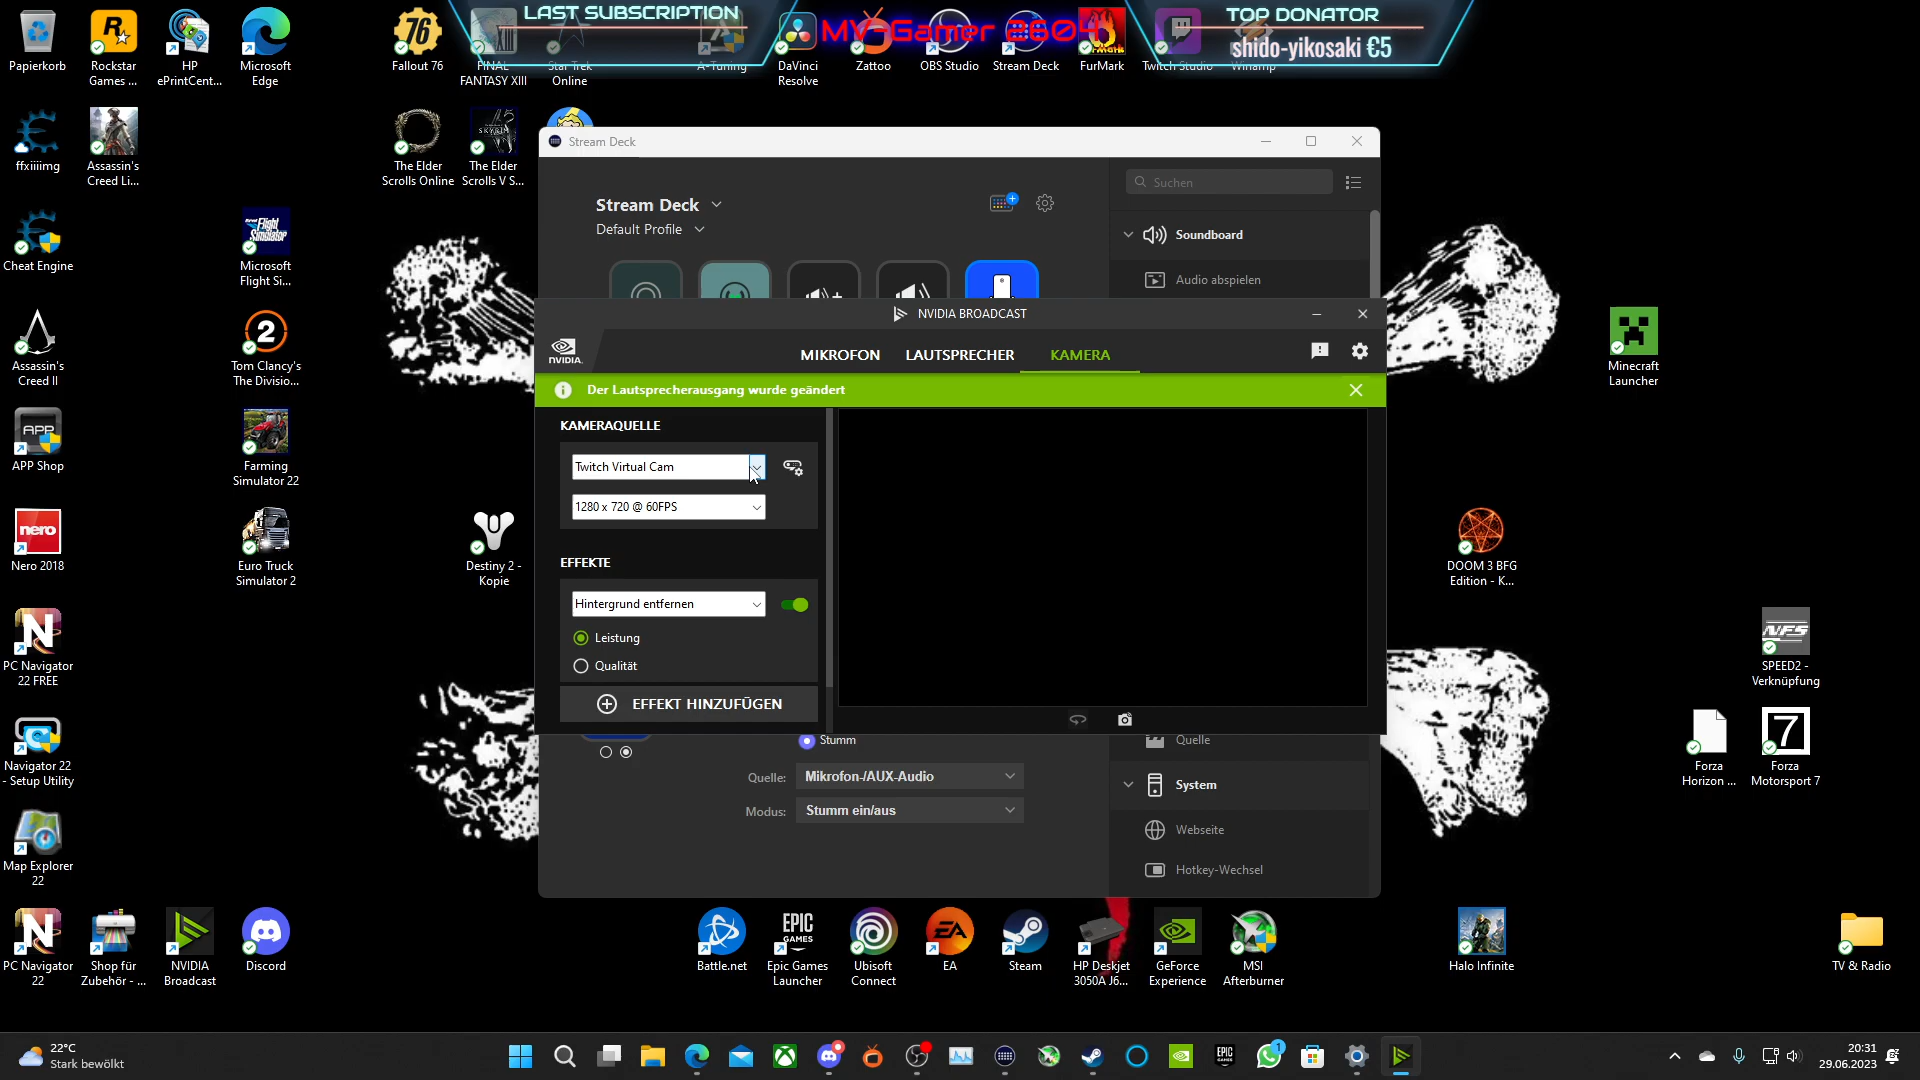 LAST SUBSCRIPTION
MV-Gamer 2604
TOP DONATOR
shido-yikosaki €5
Papierkorb
Rockstar
Games ...
HP
ePrintCent...
Microsoft
Edge
Fallout 76
FINAL
FANTASY XIII
Star Trek
Online
A-Tuning
DaVinci
Resolve
Zattoo
OBS Studio
Stream Deck
FurMark
Twitch Studio
Winamp
ffxiiiimg
Assassin's
Creed Li...
The Elder
Scrolls Online
The Elder
Scrolls V S...
Cheat Engine
Microsoft
Flight Si...
Assassin's
Creed II
Tom Clancy's
The Divisio...
Minecraft
Launcher
APP Shop
Farming
Simulator 22
Nero 2018
Euro Truck
Simulator 2
Destiny 2 -
Kopie
DOOM 3 BFG
Edition - K...
PC Navigator
22 FREE
SPEED2 -
Verknüpfung
Navigator 22
- Setup Utility
Forza
Horizon ...
Forza
Motorsport 7
Map Explorer
22
PC Navigator
22
Shop für
Zubehör - ...
NVIDIA
Broadcast
Discord
Battle.net
Epic Games
Launcher
Ubisoft
Connect
EA
Steam
HP Deskjet
3050A J6...
GeForce
Experience
MSI
Afterburner
Halo Infinite
TV & Radio
Stream Deck
Stream Deck
Default Profile
Suchen
Soundboard
Audio abspielen
NVIDIA BROADCAST
NVIDIA.
MIKROFON
LAUTSPRECHER
KAMERA
Der Lautsprecherausgang wurde geändert
KAMERAQUELLE
Twitch Virtual Cam
1280 x 720 @ 60FPS
EFFEKTE
Hintergrund entfernen
Leistung
Qualität
EFFEKT HINZUFÜGEN
Stumm
Quelle:
Mikrofon-/AUX-Audio
Modus:
Stumm ein/aus
Quelle
System
Webseite
Hotkey-Wechsel
22°C
Stark bewölkt
1
20:31
29.06.2023